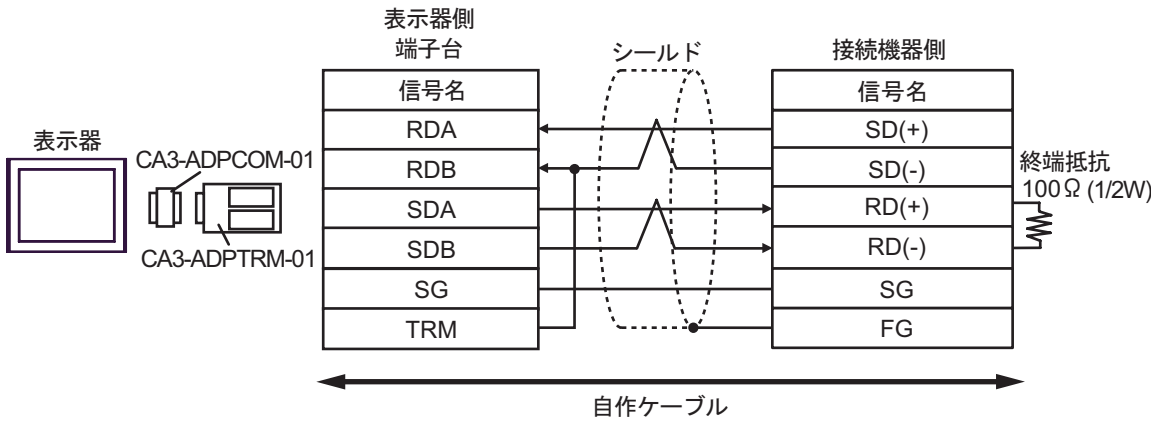 表示器側
端子台
シールド
接続機器側
表示器
CA3-ADPCOM-01
CA3-ADPTRM-01
信号名
RDA
RDB
SDA
SDB
SG
TRM
信号名
SD(+)
SD(-)
RD(+)
RD(-)
SG
FG
終端抵抗
100Ω (1/2W)
自作ケーブル